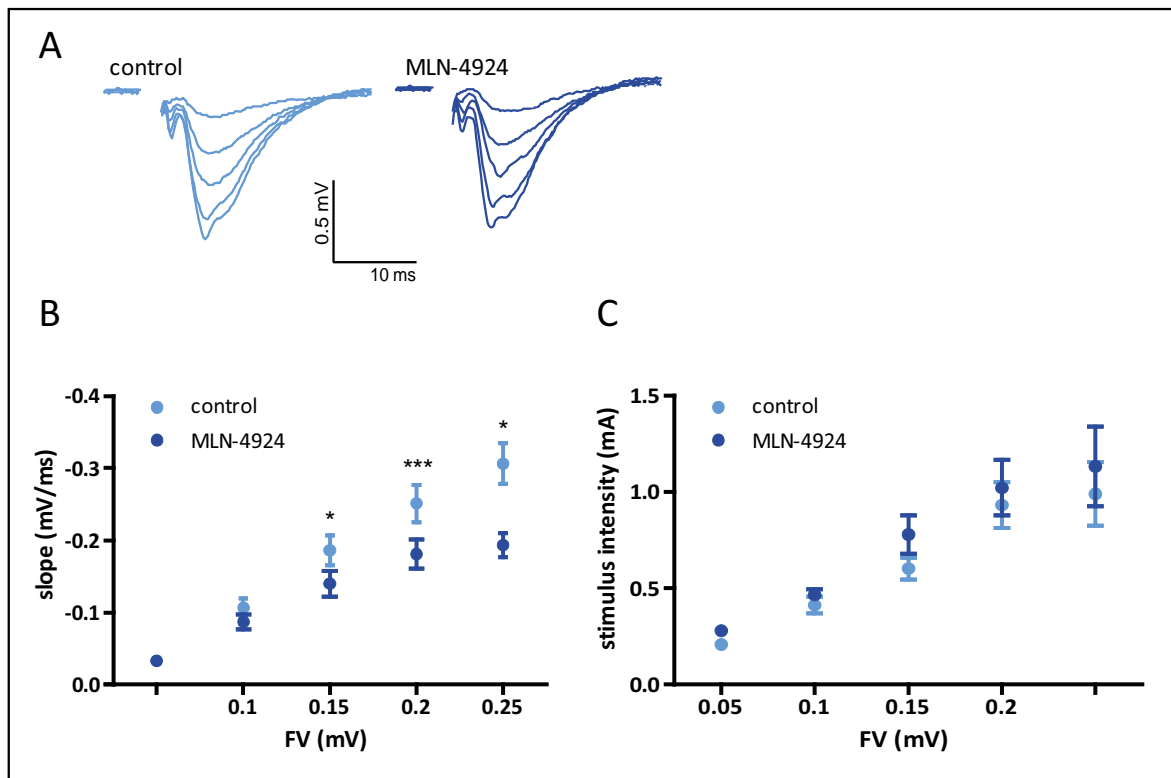 A
control
MLN-4924
0.5 mV
10 ms
B
C
-0.4
-0.3
-0.2
-0.1
0.0
slope (mV/ms)
control
MLN-4924
*
***
*
0.1
0.15
0.2
0.25
FV (mV)
1.5
1.0
0.5
0.0
stimulus intensity (mA)
control
MLN-4924
0.05
0.1
0.15
0.2
FV (mV)